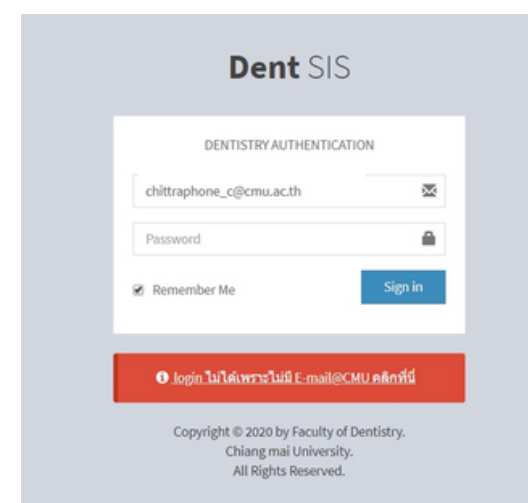 Dent SIS
DENTISTRY AUTHENTICATION
chittraphone_c@cmu.ac.th
Password
Remember Me
Sign in
login ไม่ได้เพราะไม่มี E-mail@CMU คลิกที่นี่
Copyright © 2020 by Faculty of Dentistry.
Chiang mai University.
All Rights Reserved.